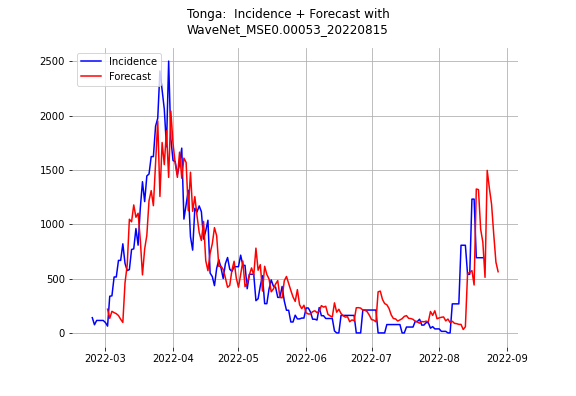 Tonga:  Incidence + Forecast with
WaveNet_MSE0.00053_20220815
Incidence
Forecast
2500
2000
1500
1000
500
0
2022-03 2022-04 2022-05 2022-06 2022-07 2022-08 2022-09